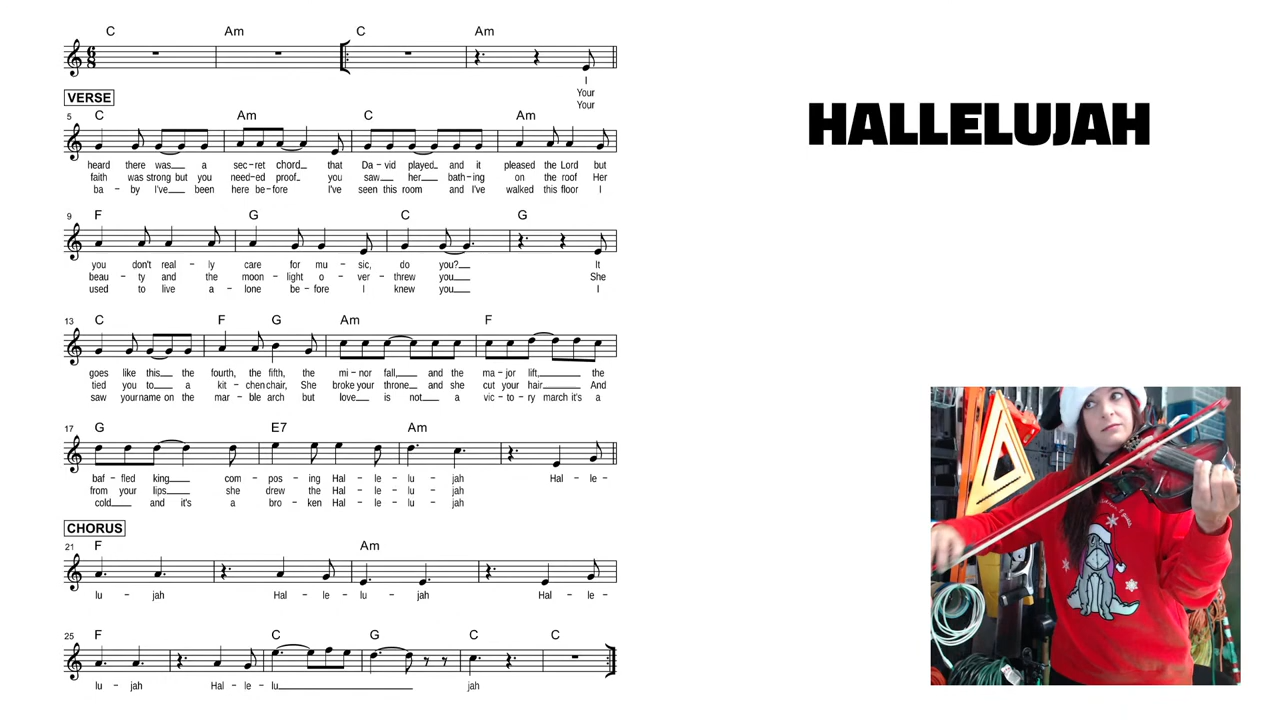 HALLELUJAH
C Am C Am
6
8
I
Your
Your
VERSE
5 C Am C Am
heard there was a sec-ret chord that Da-vid played and it pleased the Lord but
faith was strong but you need-ed proof you saw her bath-ing on the roof Her
ba - by I've been here be-fore I've seen this room and I've walked this floor I
9 F G C G
you don't real - ly care for mu - sic, do you? It
beau - ty and the moon - light o - ver - threw you She
used to live a - lone be - fore I knew you I
13 C F G Am F
goes like this the fourth, the fifth, the mi-nor fall, and the ma-jor lift, the
tied you to a kit - chen chair, She broke your throne and she cut your hair And
saw your name on the mar - ble arch but love is not a vic-to-ry march it's a
17 G E7 Am
baf - fled king com - pos - ing Hal - le - lu - jah Hal - le -
from your lips she drew the Hal - le - lu - jah
cold and it's a bro - ken Hal - le - lu - jah
CHORUS
21 F Am
lu - jah Hal - le - lu - jah Hal - le -
25 F C G C C
lu - jah Hal - le - lu jah